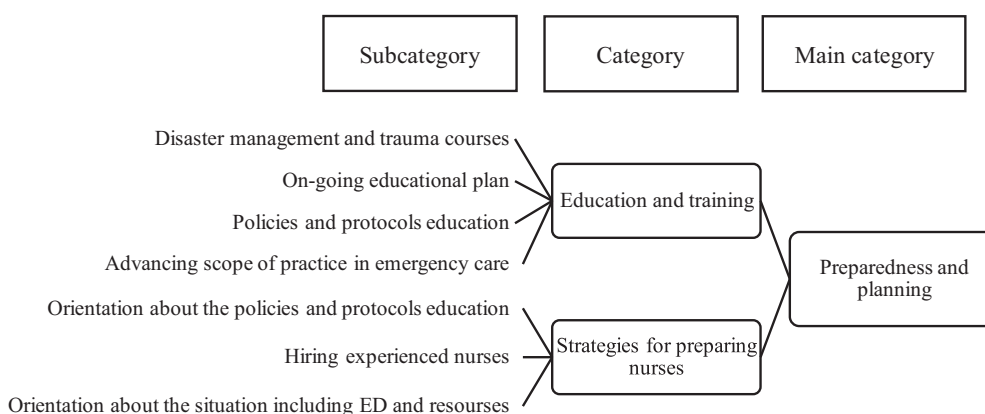 Subcategory
Category
Main category
Disaster management and trauma courses
On-going educational plan
Policies and protocols education
Advancing scope of practice in emergency care
Education and training
Orientation about the policies and protocols education
Hiring experienced nurses
Orientation about the situation including ED and resourses
Strategies for preparing
nurses
Preparedness and
planning